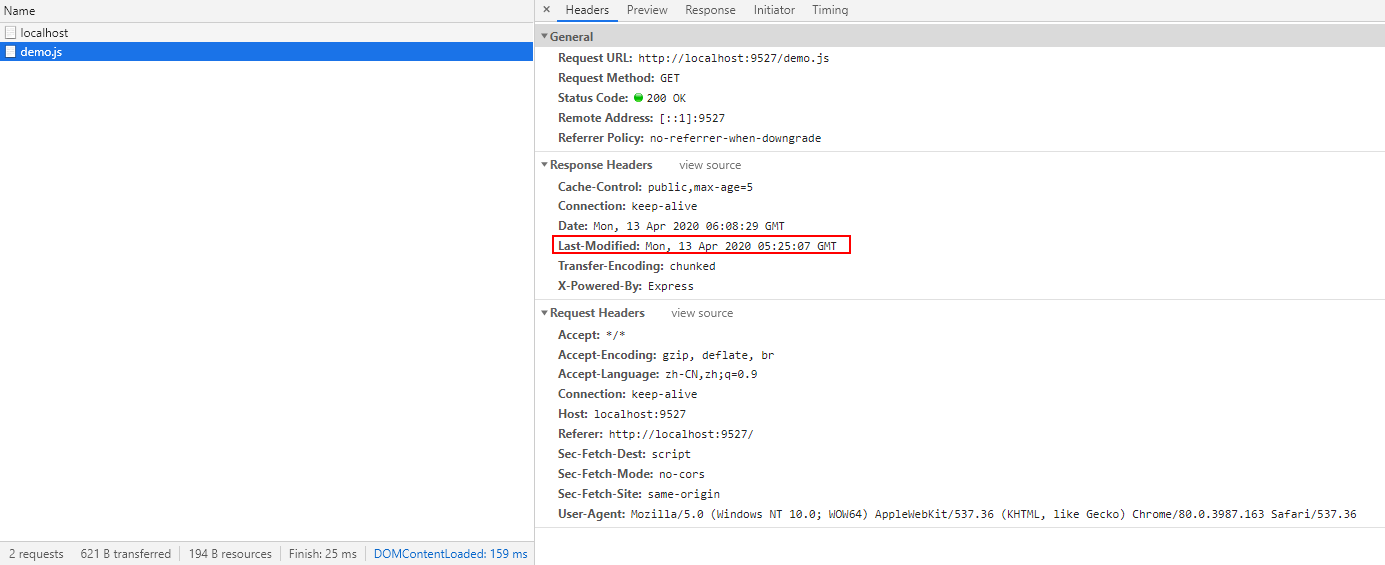 Name
localhost
demo.js
2 requests 621 B transferred 194 B resources Finish: 25 ms DOMContentLoaded: 159 ms
× Headers Preview Response Initiator Timing
General
Request URL: http://localhost:9527/demo.js
Request Method: GET
Status Code: 200 OK
Remote Address: [::1]:9527
Referrer Policy: no-referrer-when-downgrade
Response Headers view source
Cache-Control: public,max-age=5
Connection: keep-alive
Date: Mon, 13 Apr 2020 06:08:29 GMT
Last-Modified: Mon, 13 Apr 2020 05:25:07 GMT
Transfer-Encoding: chunked
X-Powered-By: Express
Request Headers view source
Accept: */*
Accept-Encoding: gzip, deflate, br
Accept-Language: zh-CN,zh;q=0.9
Connection: keep-alive
Host: localhost:9527
Referer: http://localhost:9527/
Sec-Fetch-Dest: script
Sec-Fetch-Mode: no-cors
Sec-Fetch-Site: same-origin
User-Agent: Mozilla/5.0 (Windows NT 10.0; WOW64) AppleWebKit/537.36 (KHTML, like Gecko) Chrome/80.0.3987.163 Safari/537.36